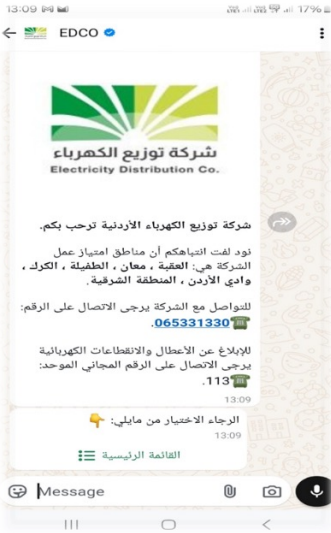 13:09
17%
EDCO
شركة توزيع الكهرباء
Electricity Distribution Co.
شركة توزيع الكهرباء الأردنية ترحب بكم.
نود لفت انتباهكم أن مناطق امتياز عمل
الشركة هي: العقبة ، معان ، الطفيلة ، الكرك ،
وادي الأردن ، المنطقة الشرقية.
للتواصل مع الشركة يرجى الاتصال على الرقم:
065331330.
للإبلاغ عن الأعطال والانقطاعات الكهربائية
يرجى الاتصال على الرقم المجاني الموحد:
113.
13:09
الرجاء الاختيار من مايلي: 👇
13:09
القائمة الرئيسية
Message